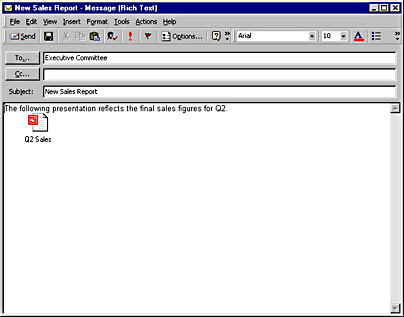 New Sales Report - Message (Rich Text)
File Edit View Insert Format Tools Actions Help
Send Options... Arial 10
To... Executive Committee
Cc...
Subject: New Sales Report
The following presentation reflects the final sales figures for Q2.
Q2 Sales